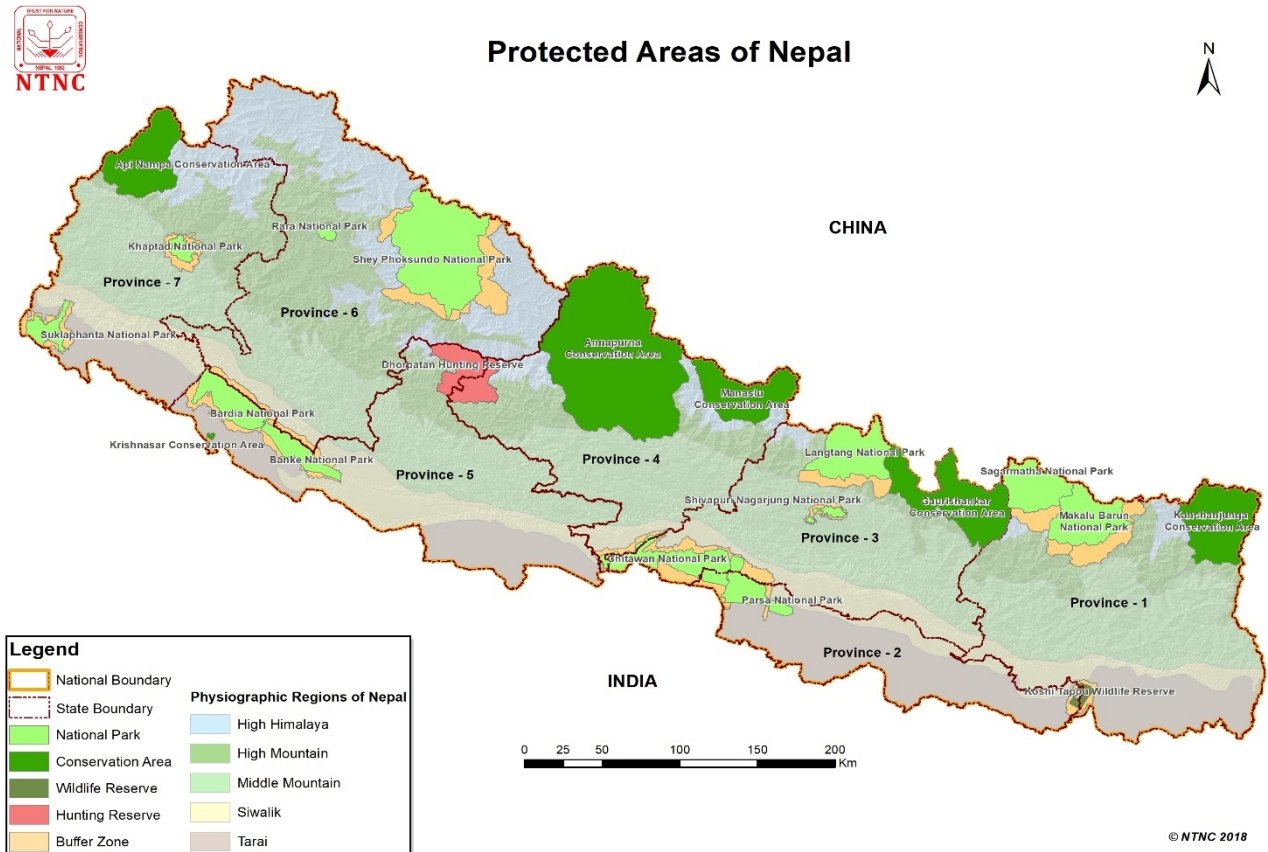 TRUST FOR NATURE
NATIONAL
CONSERVATION
NEPAL, 1982
NTNC
Protected Areas of Nepal
N
Api Nampa Conservation Area
CHINA
Rara National Park
Khaptad National Park
Shey Phoksundo National Park
Province - 7
Province - 6
Suklaphanta National Park
Annapurna
Conservation Area
Dhorpatan Hunting Reserve
Manaslu
Conservation Area
Bardia National Park
Krishnasar Conservation Area
Banke National Park
Province - 5
Province - 4
Langtang National Park
Sagarmatha National Park
Shivapuri Nagarjung National Park
Gaurishankar
Conservation Area
Makalu Barun
National Park
Kanchanjunga
Conservation Area
Province - 3
Chitawan National Park
Parsa National Park
Province - 1
Province - 2
INDIA
Koshi Tappu Wildlife Reserve
Legend
National Boundary
State Boundary
National Park
Conservation Area
Wildlife Reserve
Hunting Reserve
Buffer Zone
Physiographic Regions of Nepal
High Himalaya
High Mountain
Middle Mountain
Siwalik
Tarai
0 25 50 100 150 200
Km
© NTNC 2018